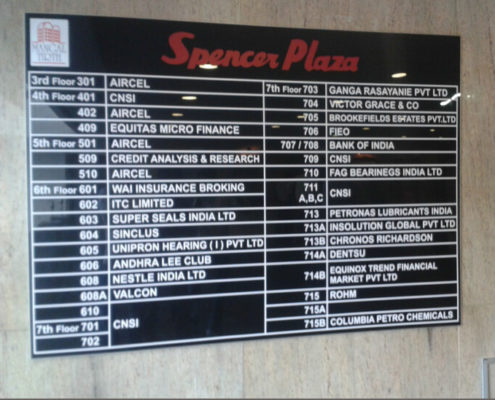 MANGAL TIRTH
Spencer Plaza
3rd Floor 301 AIRCEL
4th Floor 401 CNSI
402 AIRCEL
409 EQUITAS MICRO FINANCE
5th Floor 501 AIRCEL
509 CREDIT ANALYSIS & RESEARCH
510 AIRCEL
6th Floor 601 WAI INSURANCE BROKING
602 ITC LIMITED
603 SUPER SEALS INDIA LTD
604 SINCLUS
605 UNIPRON HEARING ( I ) PVT LTD
606 ANDHRA LEE CLUB
608 NESTLE INDIA LTD
608A VALCON
610
7th Floor 701 CNSI
702
7th Floor 703 GANGA RASAYANIE PVT LTD
704 VICTOR GRACE & CO
705 BROOKEFIELDS ESTATES PVT.LTD
706 FIEO
707 / 708 BANK OF INDIA
709 CNSI
710 FAG BEARINEGS INDIA LTD
711 A,B,C CNSI
713 PETRONAS LUBRICANTS INDIA
713A INSOLUTION GLOBAL PVT LTD
713B CHRONOS RICHARDSON
714A DENTSU
714B EQUINOX TREND FINANCIAL
MARKET PVT LTD
715 ROHM
715A
715B COLUMBIA PETRO CHEMICALS